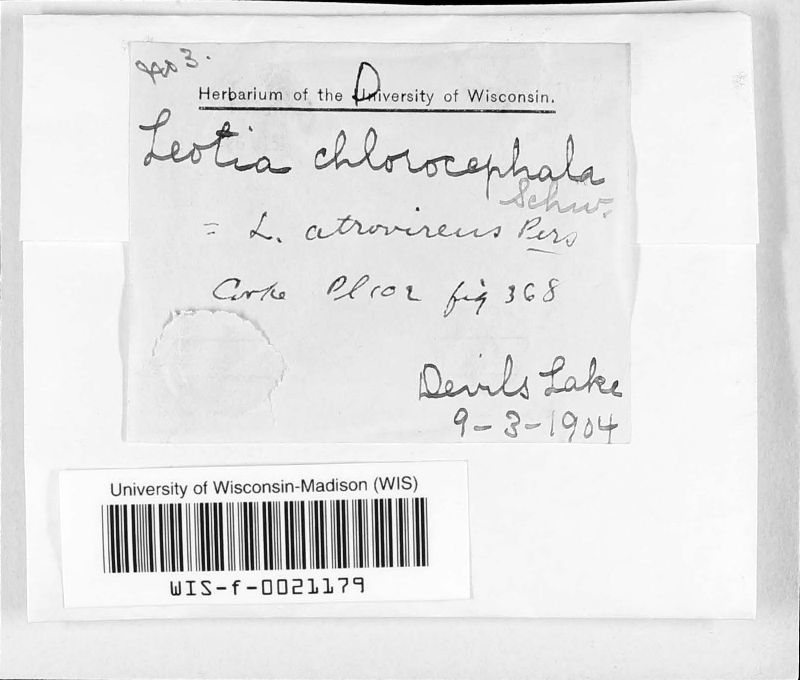 3.
Herbarium of the University of Wisconsin.
D
Leotia chlorocephala
Schw.
= L. atrovirens Pers
Cooke Pl 102 fig 368
Devils Lake
9-3-1904
University of Wisconsin-Madison (WIS)
WIS-f-0021179